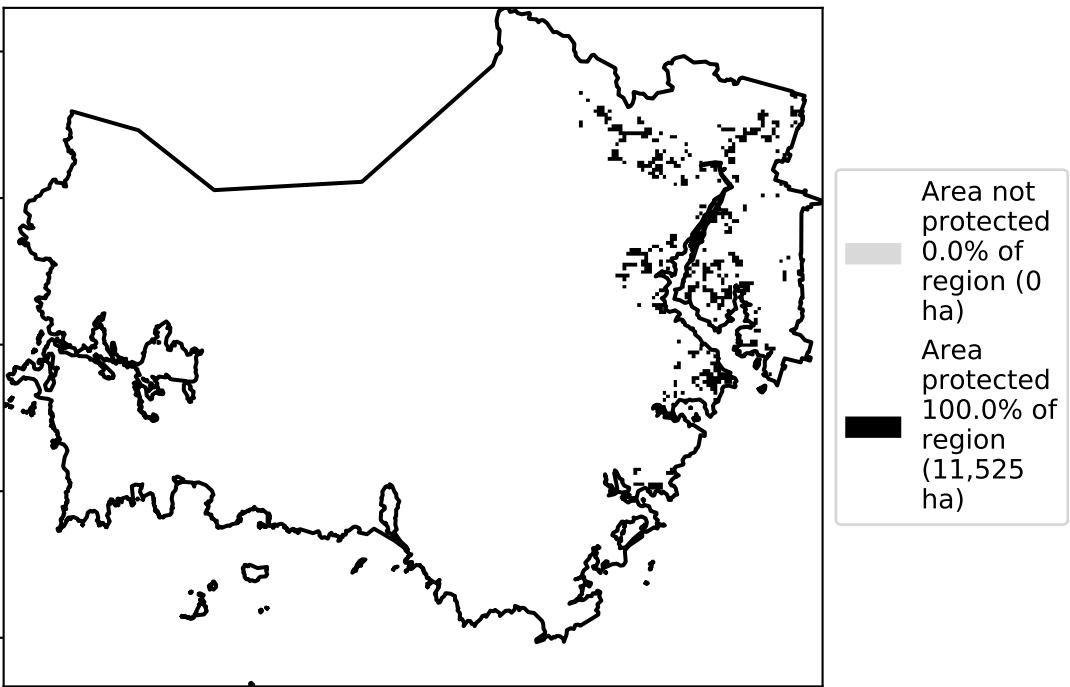 Area not
protected
0.0% of
region (0
ha)
Area
protected
100.0% of
region
(11,525
ha)